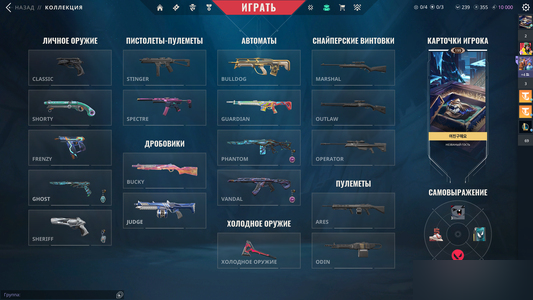 НАЗАД // КОЛЛЕКЦИЯ
ИГРАТЬ
0/4 0/3 239 355 10 000
ЛИЧНОЕ ОРУЖИЕ
ПИСТОЛЕТЫ-ПУЛЕМЕТЫ
АВТОМАТЫ
СНАЙПЕРСКИЕ ВИНТОВКИ
КАРТОЧКИ ИГРОКА
CLASSIC
STINGER
BULLDOG
MARSHAL
SHORTY
SPECTRE
GUARDIAN
OUTLAW
FRENZY
ДРОБОВИКИ
PHANTOM
OPERATOR
GHOST
BUCKY
VANDAL
ПУЛЕМЕТЫ
САМОВЫРАЖЕНИЕ
SHERIFF
JUDGE
ХОЛОДНОЕ ОРУЖИЕ
ARES
ХОЛОДНОЕ ОРУЖИЕ
ODIN
Группа: